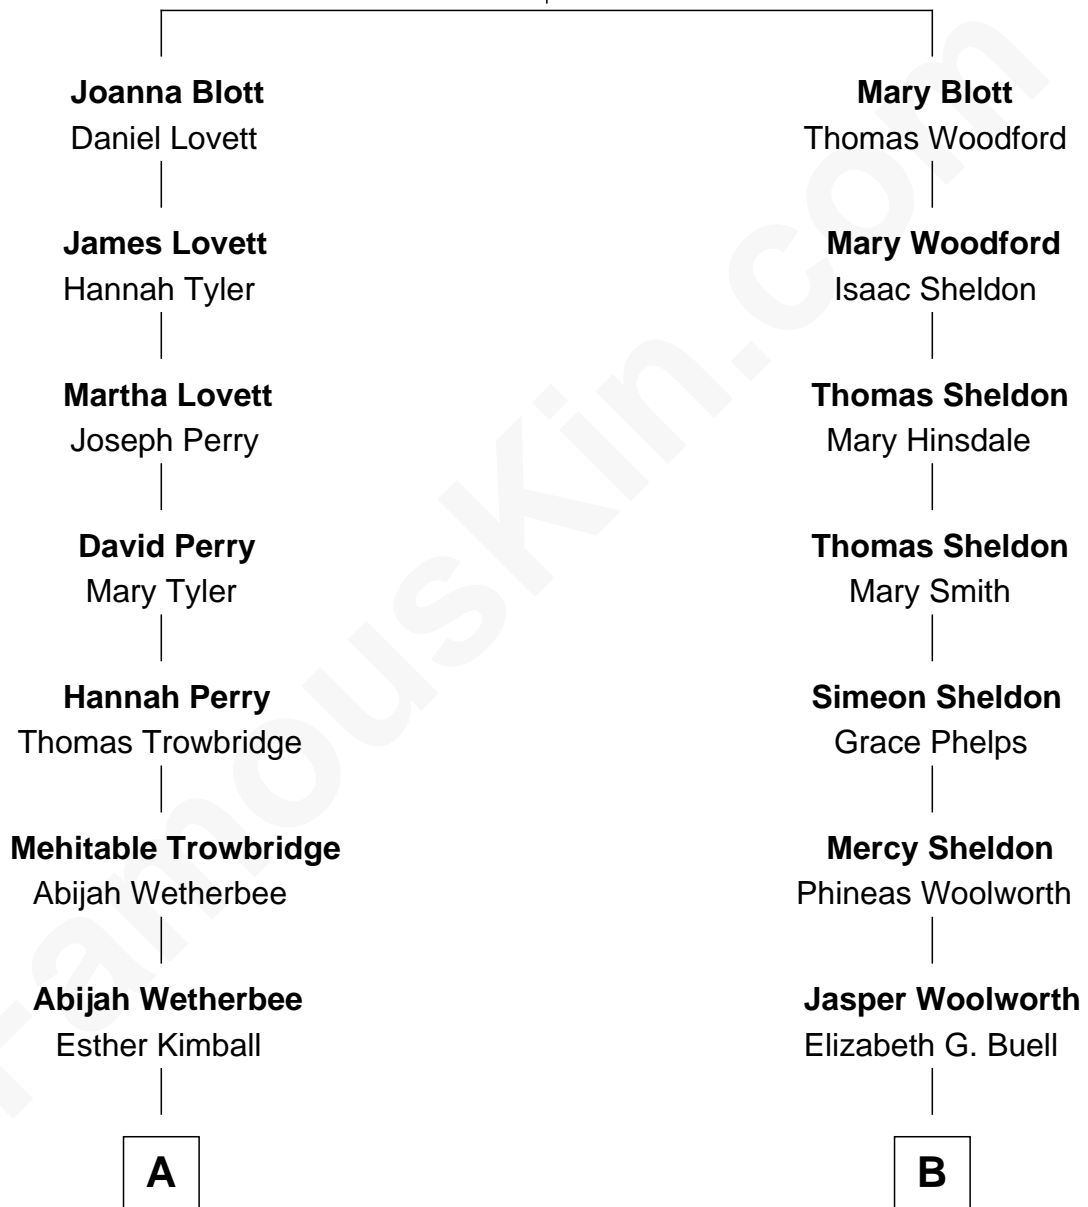 Joanna Blott
Daniel Lovett
Mary Blott
Thomas Woodford
James Lovett
Hannah Tyler
Mary Woodford
Isaac Sheldon
Martha Lovett
Joseph Perry
Thomas Sheldon
Mary Hinsdale
David Perry
Mary Tyler
Thomas Sheldon
Mary Smith
Hannah Perry
Thomas Trowbridge
Simeon Sheldon
Grace Phelps
Mehitable Trowbridge
Abijah Wetherbee
Mercy Sheldon
Phineas Woolworth
Abijah Wetherbee
Esther Kimball
Jasper Woolworth
Elizabeth G. Buell
A
B
FamousKin.com